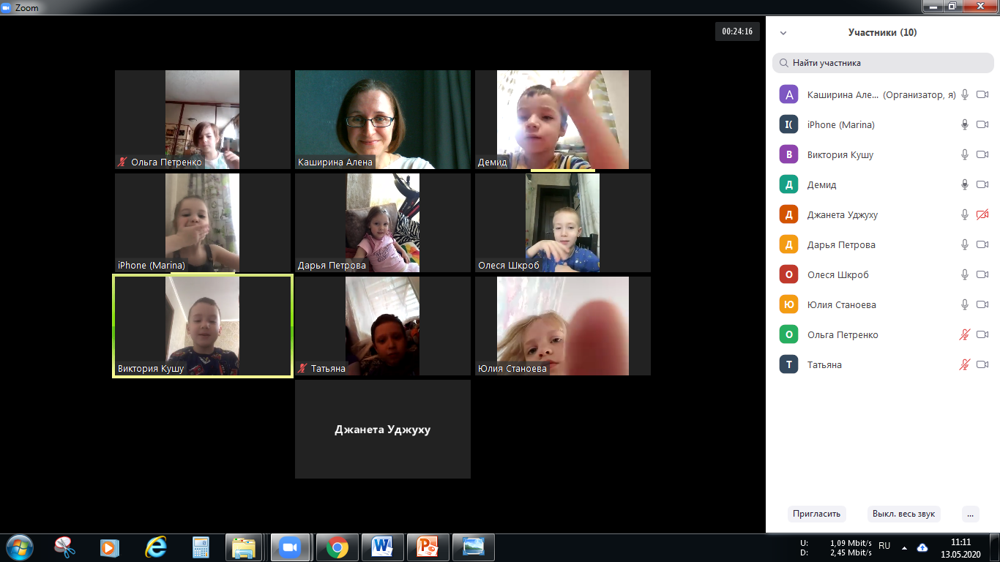 Zoom
00:24:16
Ольга Петренко
Каширина Алена
Демид
iPhone (Marina)
Дарья Петрова
Олеся Шкроб
Виктория Кушу
Татьяна
Юлия Станоева
Джанета Уджуху
Участники (10)
Найти участника
А Каширина Але... (Организатор, я)
I( iPhone (Marina)
В Виктория Кушу
Д Демид
Д Джанета Уджуху
Д Дарья Петрова
О Олеся Шкроб
Ю Юлия Станоева
О Ольга Петренко
Т Татьяна
Пригласить Выкл. весь звук ...
U: 1,09 Mbit/s
D: 2,45 Mbit/s
RU
11:11
13.05.2020